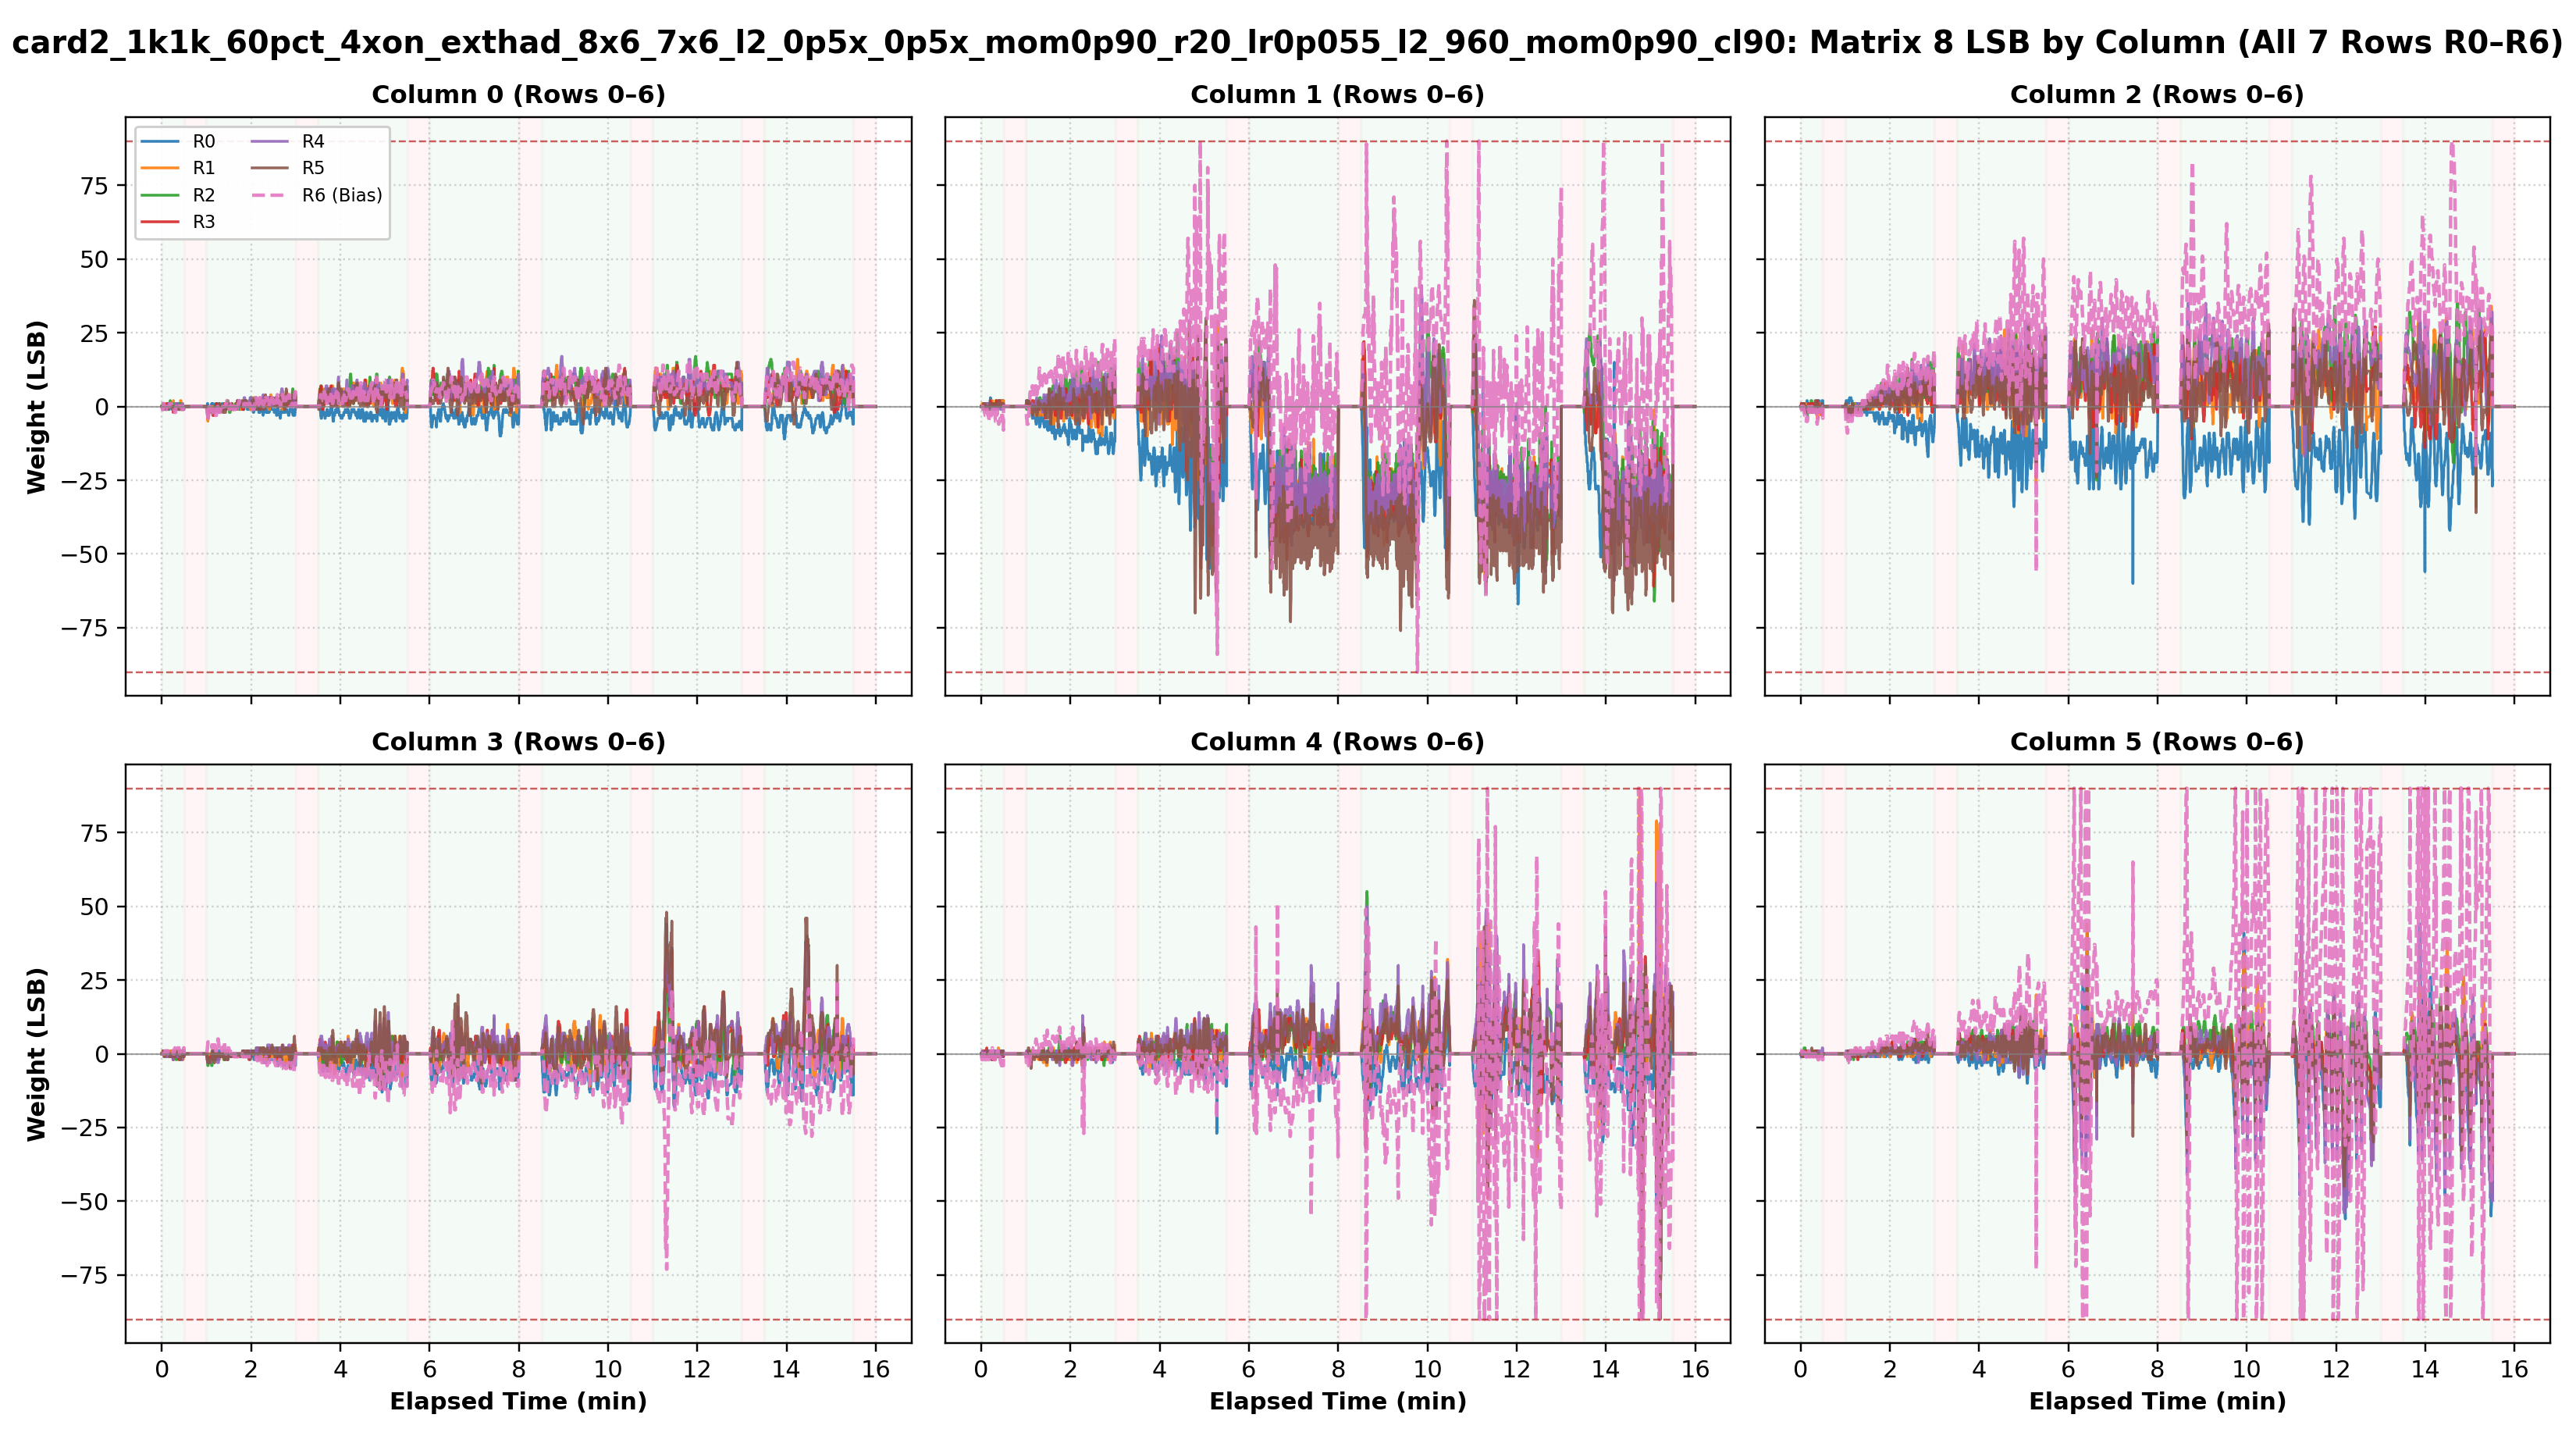 card2_1k1k_60pct_4xon_exthad_8x6_7x6_l2_0p5x_0p5x_mom0p90_r20_lr0p055_l2_960_mom0p90_cl90: Matrix 8 LSB by Column (All 7 Rows R0–R6)
Column 0 (Rows 0–6)
Column 1 (Rows 0–6)
Column 2 (Rows 0–6)
R0
R1
R2
R3
R4
R5
R6 (Bias)
Weight (LSB)
75
50
25
0
−25
−50
−75
Column 3 (Rows 0–6)
Column 4 (Rows 0–6)
Column 5 (Rows 0–6)
Weight (LSB)
75
50
25
0
−25
−50
−75
0 2 4 6 8 10 12 14 16
0 2 4 6 8 10 12 14 16
0 2 4 6 8 10 12 14 16
Elapsed Time (min)
Elapsed Time (min)
Elapsed Time (min)